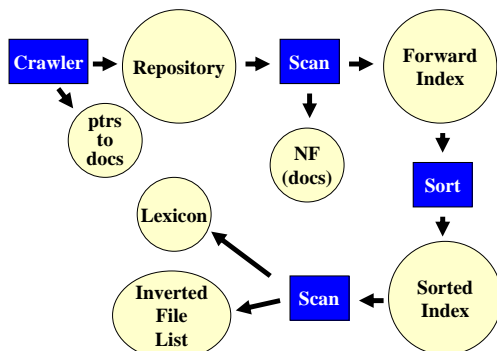 Crawler
Repository
Scan
Forward
Index
ptrs
to
docs
NF
(docs)
Sort
Lexicon
Sorted
Index
Scan
Inverted
File
List